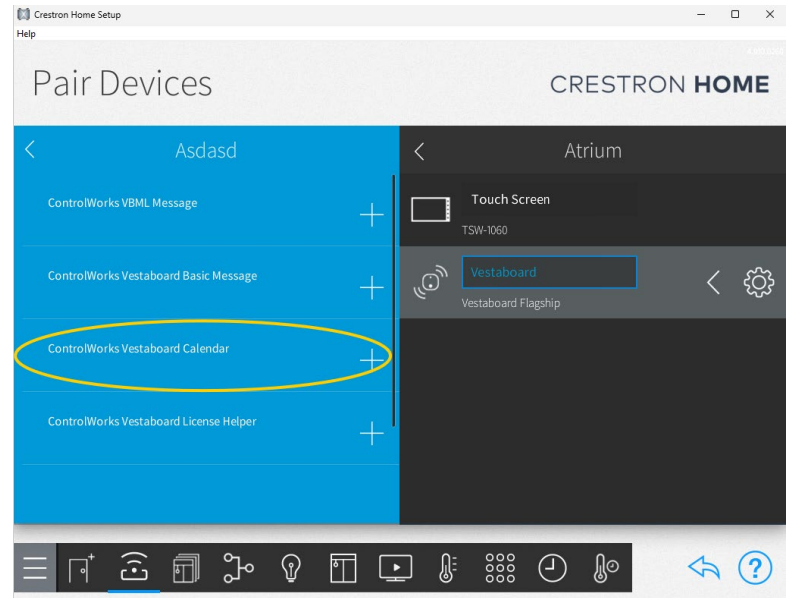 Crestron Home Setup
Help
Pair Devices
CRESTRON HOME
Asdasd
Atrium
ControlWorks VBML Message
Touch Screen
TSW-1060
ControlWorks Vestaboard Basic Message
Vestaboard
Vestaboard Flagship
ControlWorks Vestaboard Calendar
ControlWorks Vestaboard License Helper
?